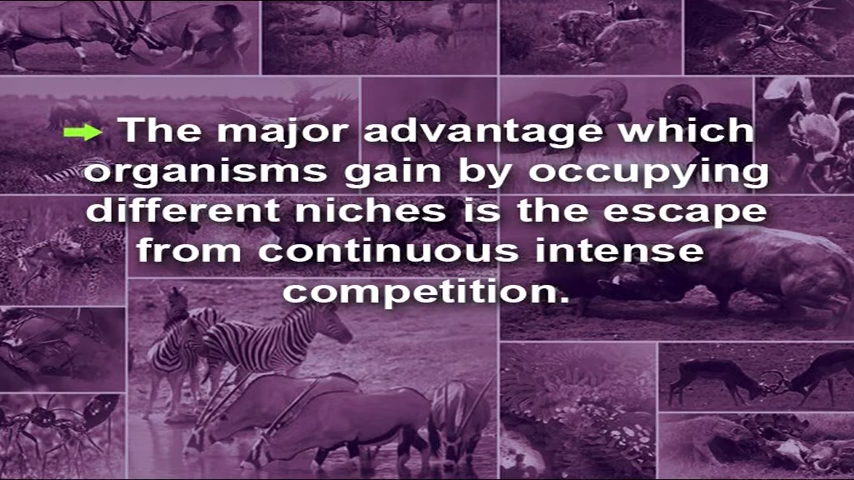 The major advantage which
organisms gain by occupying
different niches is the escape
from continuous intense
competition.